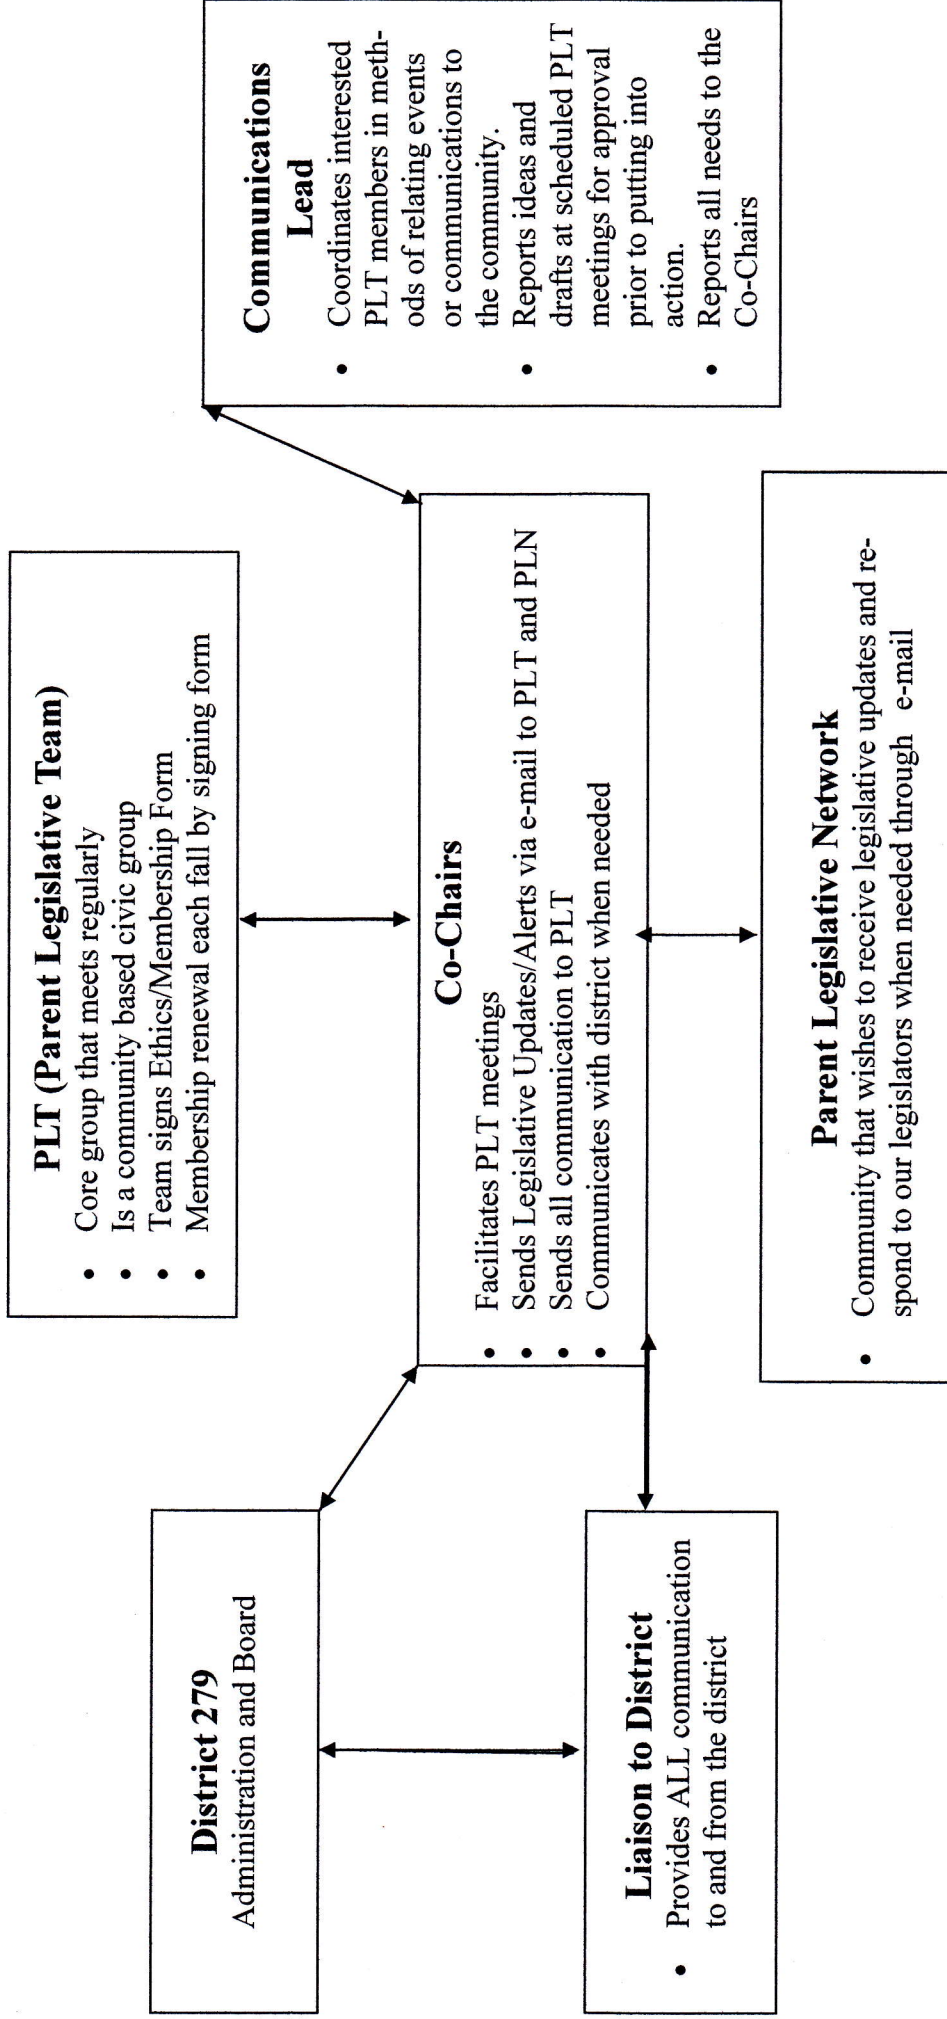 PLT (Parent Legislative Team)
• Core group that meets regularly
• Is a community based civic group
• Team signs Ethics/Membership Form
• Membership renewal each fall by signing form
District 279
Administration and Board
Co-Chairs
• Facilitates PLT meetings
• Sends Legislative Updates/Alerts via e-mail to PLT and PLN
• Sends all communication to PLT
• Communicates with district when needed
Communications
Lead
• Coordinates interested
PLT members in meth-
ods of relating events
or communications to
the community.
• Reports ideas and
drafts at scheduled PLT
meetings for approval
prior to putting into
action.
• Reports all needs to the
Co-Chairs
Liaison to District
• Provides ALL communication
to and from the district
Parent Legislative Network
• Community that wishes to receive legislative updates and re-
spond to our legislators when needed through e-mail